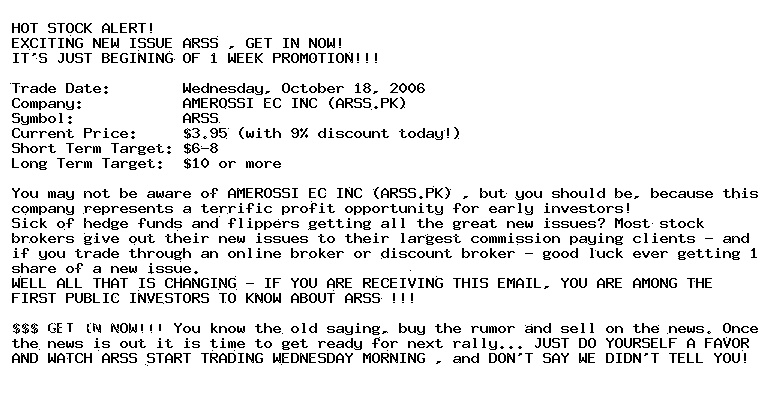 HOT STOCK ALERT!
EXCITING NEW ISSUE ARSS , GET IN NOW!
IT'S JUST BEGINING OF 1 WEEK PROMOTION!!!
Trade Date: Wednesday, October 18, 2006
Company: AMEROSSI EC INC (ARSS.PK)
Symbol: ARSS
Current Price: $3.95 (with 9% discount today!)
Short Term Target: $6-8
Long Term Target: $10 or more
You may not be aware of AMEROSSI EC INC (ARSS.PK) , but you should be, because this
company represents a terrific profit opportunity for early investors!
Sick of hedge funds and flippers getting all the great new issues? Most stock
brokers give out their new issues to their largest commission paying clients - and
if you trade through an online broker or discount broker - good luck ever getting 1
share of a new issue.
WELL ALL THAT IS CHANGING - IF YOU ARE RECEIVING THIS EMAIL, YOU ARE AMONG THE
FIRST PUBLIC INVESTORS TO KNOW ABOUT ARSS !!!
$$$ GET IN NOW!!! You know the old saying, buy the rumor and sell on the news. Once
the news is out it is time to get ready for next rally... JUST DO YOURSELF A FAVOR
AND WATCH ARSS START TRADING WEDNESDAY MORNING , and DON'T SAY WE DIDN'T TELL YOU!